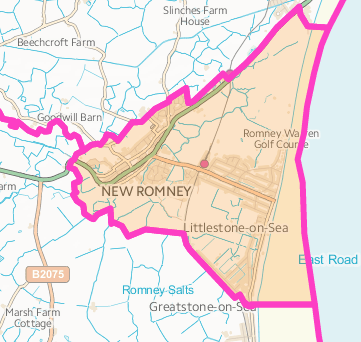 Slinches Farm
House
Beechcroft Farm
Goodwill Barn
Romney Warren
Golf Course
arm
NEW ROMNEY
Littlestone-on-Sea
East Road
B2075
Romney Salts
Greatstone-on-Sea
Marsh Farm
Cottage